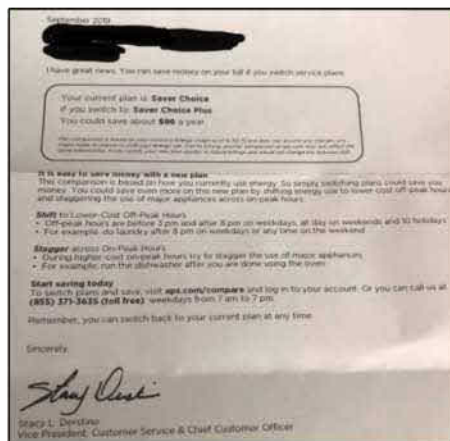 September 2019
I have great news. You can save money on your bill if you switch service plans.
Your current plan is Saver Choice
If you switch to Saver Choice Plus
You could save about $96 a year
It is easy to save money with a new plan
This comparison is based on how you currently use energy. So simply switching plans could save you
money. You could save even more on the new plan by shifting energy use to lower cost off-peak hours
and staggering the use of major appliances across on-peak hours.
Shift to Lower-Cost Off-Peak Hours
• Off-peak hours are before 3 pm and after 8 pm on weekdays, all day on weekends and 10 holidays
• For example, do laundry after 8 pm on weekdays or any time on the weekend
Stagger across On-Peak Hours
• During higher-cost on-peak hours try to stagger the use of major appliances
• For example, run the dishwasher after you are done using the oven
Start saving today
To switch plans and save, visit aps.com/compare and log in to your account. Or you can call us at
(855) 371-3635 (toll free) weekdays from 7 am to 7 pm.
Remember, you can switch back to your current plan at any time.
Sincerely,
Stacy L. Derstine
Vice President, Customer Service & Chief Customer Officer